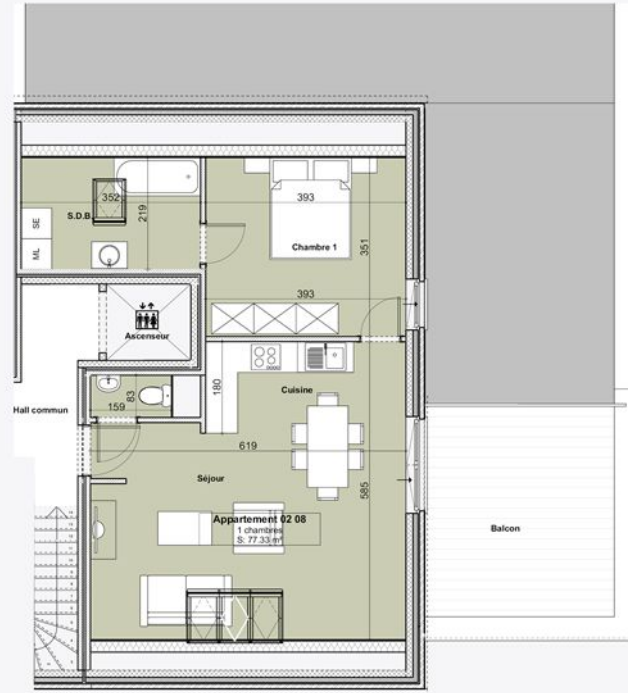 352
S.D.B.
219
SE
ML
393
Chambre 1
351
393
Ascenseur
Cuisine
180
83
159
Hall commun
619
Séjour
585
Appartement 02 08
1 chambres
S: 77.33 m²
Balcon